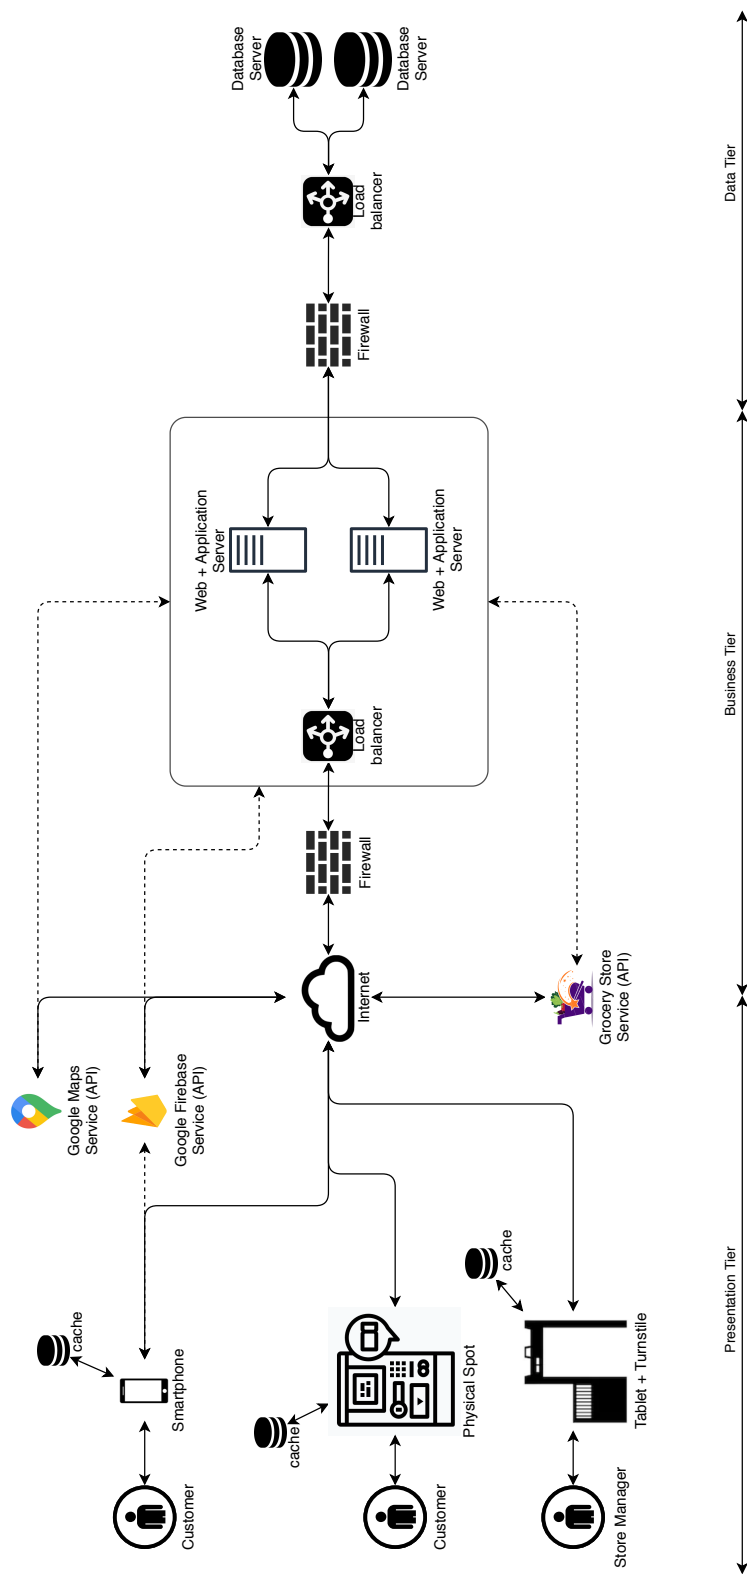 Customer
Smartphone
cache
Customer
Physical Spot
cache
Store Manager
Tablet + Turnstile
cache
Google Maps
Service (API)
Google Firebase
Service (API)
Internet
Grocery Store
Service (API)
Firewall
Load
balancer
Web + Application
Server
Web + Application
Server
Firewall
Load
balancer
Database
Server
Database
Server
Presentation Tier
Business Tier
Data Tier